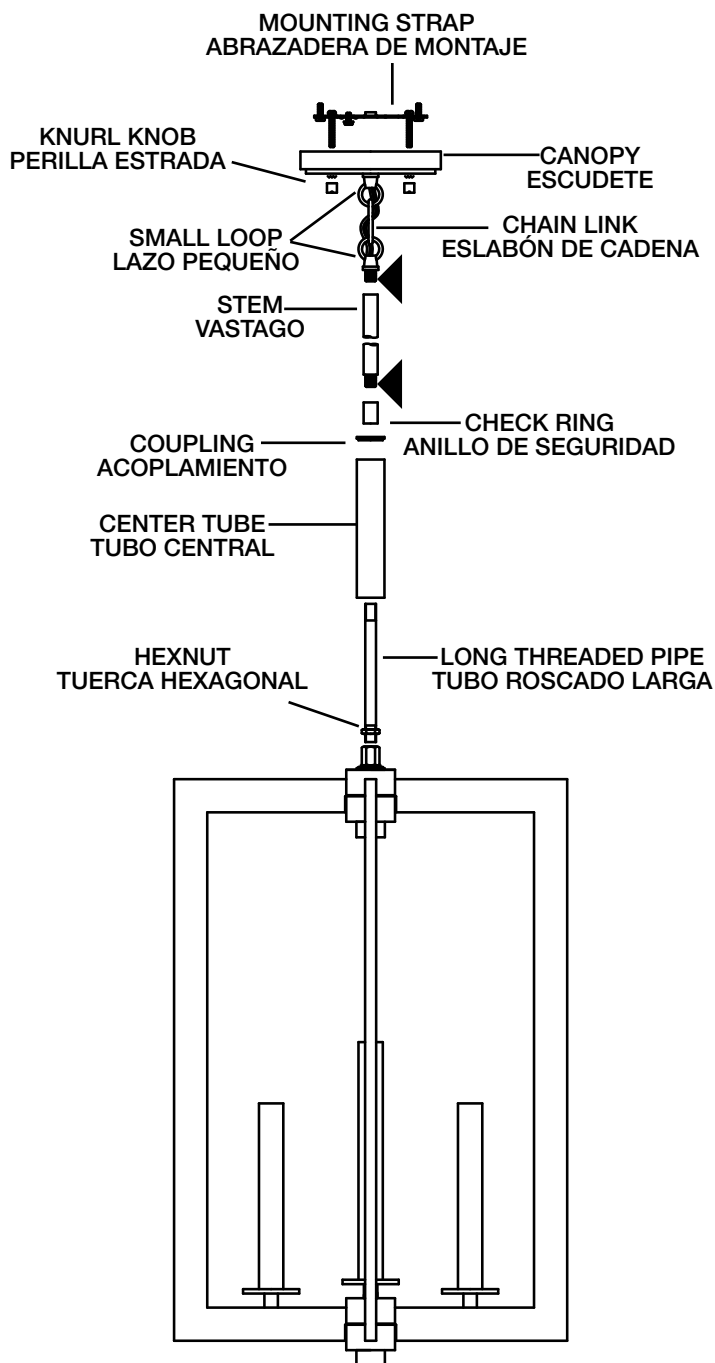 MOUNTING STRAP
ABRAZADERA DE MONTAJE
KNURL KNOB
PERILLA ESTRADA
CANOPY
ESCUDETE
SMALL LOOP
LAZO PEQUEÑO
CHAIN LINK
ESLABÓN DE CADENA
STEM
VASTAGO
CHECK RING
ANILLO DE SEGURIDAD
COUPLING
ACOPLAMIENTO
CENTER TUBE
TUBO CENTRAL
HEXNUT
TUERCA HEXAGONAL
LONG THREADED PIPE
TUBO ROSCADO LARGA